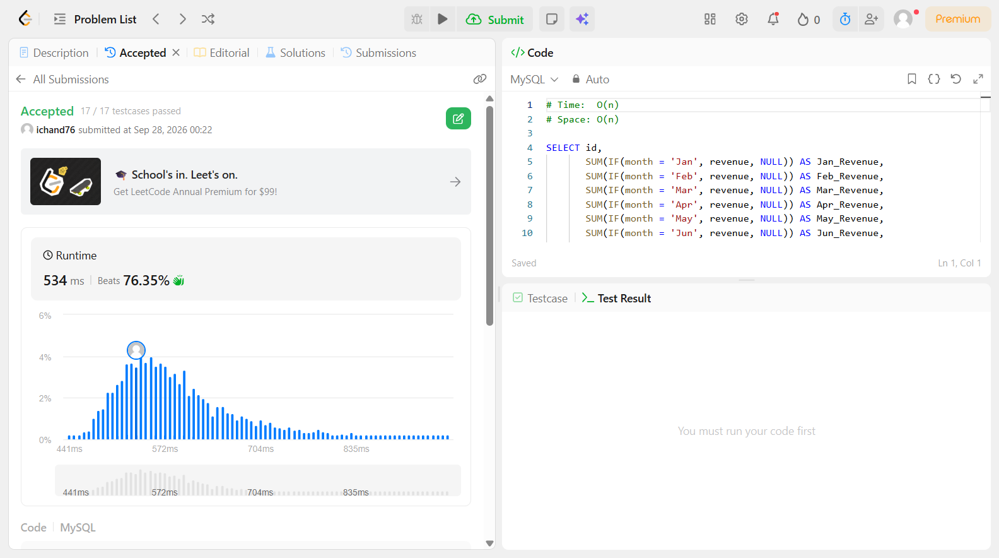 Problem List
Submit
0
Premium
Description
Accepted
Editorial
Solutions
Submissions
All Submissions
Accepted 17 / 17 testcases passed
ichand76 submitted at Sep 28, 2026 00:22
🎓 School's in. Leet's on.
Get LeetCode Annual Premium for $99!
Runtime
534 ms Beats 76.35% 👋
6%
4%
2%
0%
441ms 572ms 704ms 835ms
441ms 572ms 704ms 835ms
Code MySQL
</> Code
MySQL Auto
1 # Time:  O(n)
2 # Space: O(n)
3
4 SELECT id,
5 SUM(IF(month = 'Jan', revenue, NULL)) AS Jan_Revenue,
6 SUM(IF(month = 'Feb', revenue, NULL)) AS Feb_Revenue,
7 SUM(IF(month = 'Mar', revenue, NULL)) AS Mar_Revenue,
8 SUM(IF(month = 'Apr', revenue, NULL)) AS Apr_Revenue,
9 SUM(IF(month = 'May', revenue, NULL)) AS May_Revenue,
10 SUM(IF(month = 'Jun', revenue, NULL)) AS Jun_Revenue,
Saved Ln 1, Col 1
Testcase
Test Result
You must run your code first